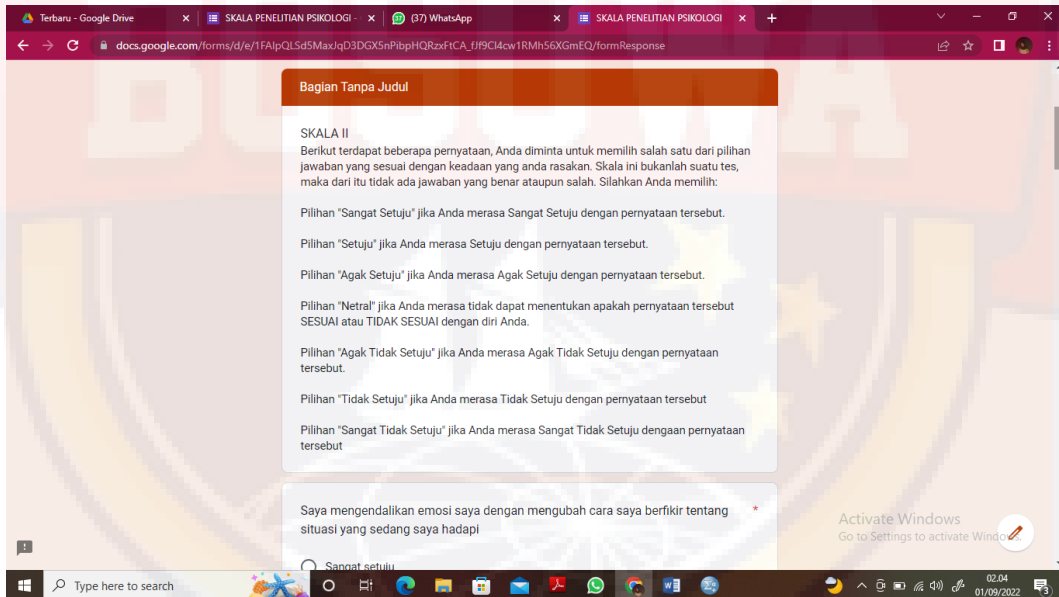 Terbaru - Google Drive
SKALA PENELITIAN PSIKOLOGI -
(37) WhatsApp
SKALA PENELITIAN PSIKOLOGI
docs.google.com/forms/d/e/1FAIpQLSd5MaxJqD3DGX5nPibpHQRzxFtCA_fJf9Cl4cw1RMh56XGmEQ/formResponse
Bagian Tanpa Judul
SKALA II
Berikut terdapat beberapa pernyataan, Anda diminta untuk memilih salah satu dari pilihan
jawaban yang sesuai dengan keadaan yang anda rasakan. Skala ini bukanlah suatu tes,
maka dari itu tidak ada jawaban yang benar ataupun salah. Silahkan Anda memilih:
Pilihan "Sangat Setuju" jika Anda merasa Sangat Setuju dengan pernyataan tersebut.
Pilihan "Setuju" jika Anda merasa Setuju dengan pernyataan tersebut.
Pilihan "Agak Setuju" jika Anda merasa Agak Setuju dengan pernyataan tersebut.
Pilihan "Netral" jika Anda merasa tidak dapat menentukan apakah pernyataan tersebut
SESUAI atau TIDAK SESUAI dengan diri Anda.
Pilihan "Agak Tidak Setuju" jika Anda merasa Agak Tidak Setuju dengan pernyataan
tersebut.
Pilihan "Tidak Setuju" jika Anda merasa Tidak Setuju dengan pernyataan tersebut
Pilihan "Sangat Tidak Setuju" jika Anda merasa Sangat Tidak Setuju dengaan pernyataan
tersebut
Saya mengendalikan emosi saya dengan mengubah cara saya berfikir tentang *
situasi yang sedang saya hadapi
Sangat setuju
Activate Windows
Go to Settings to activate Windows.
Type here to search
02.04
01/09/2022